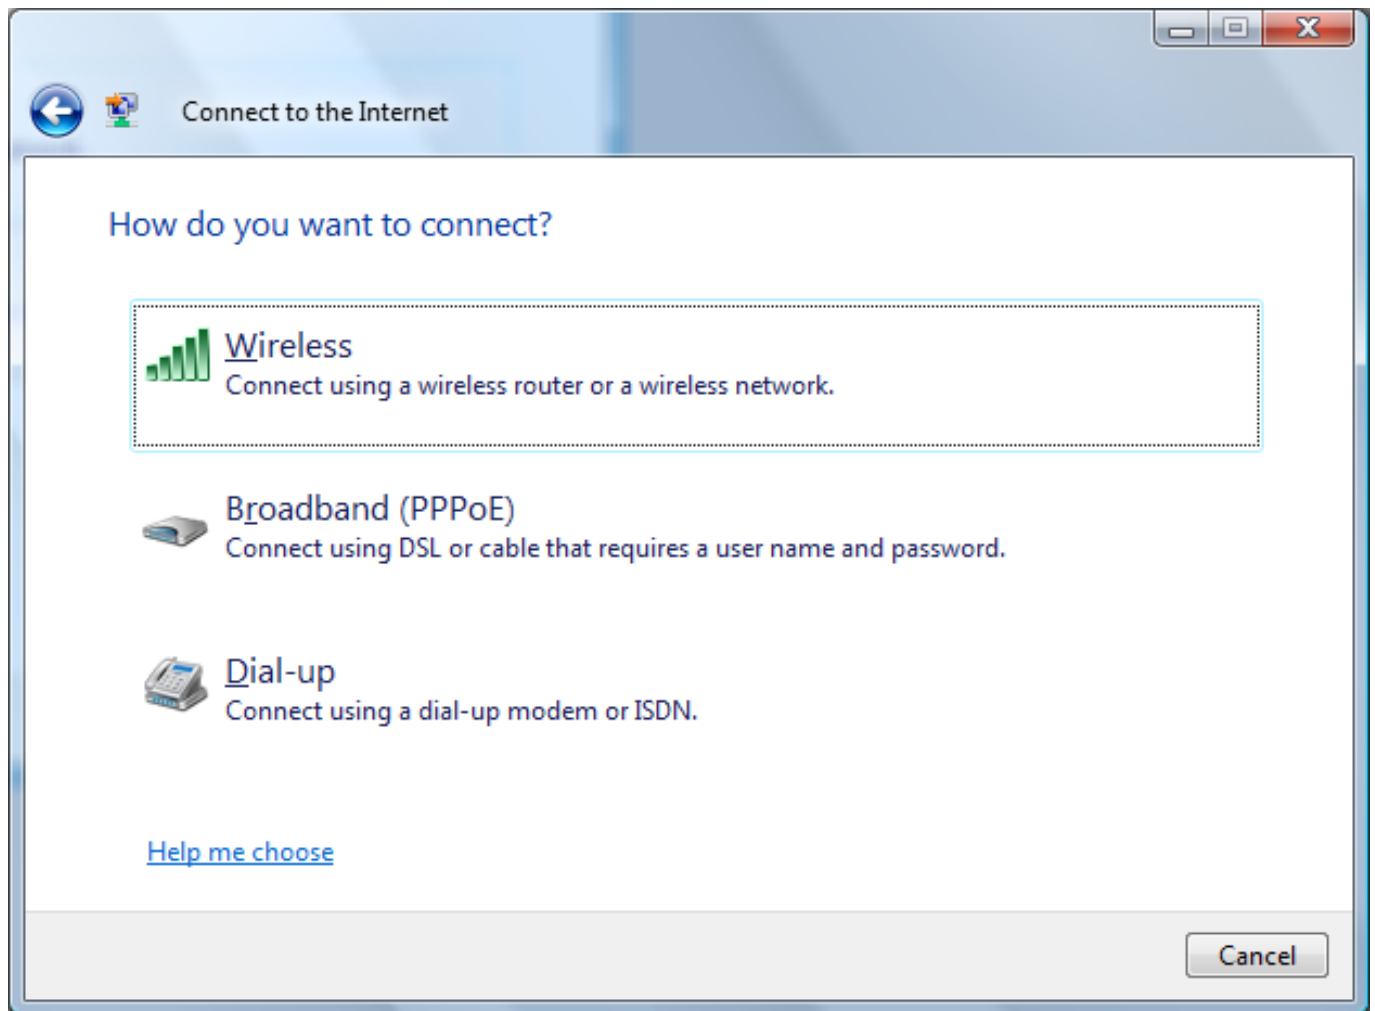 Connect to the Internet
How do you want to connect?
Wireless
Connect using a wireless router or a wireless network.
Broadband (PPPoE)
Connect using DSL or cable that requires a user name and password.
Dial-up
Connect using a dial-up modem or ISDN.
Help me choose
Cancel